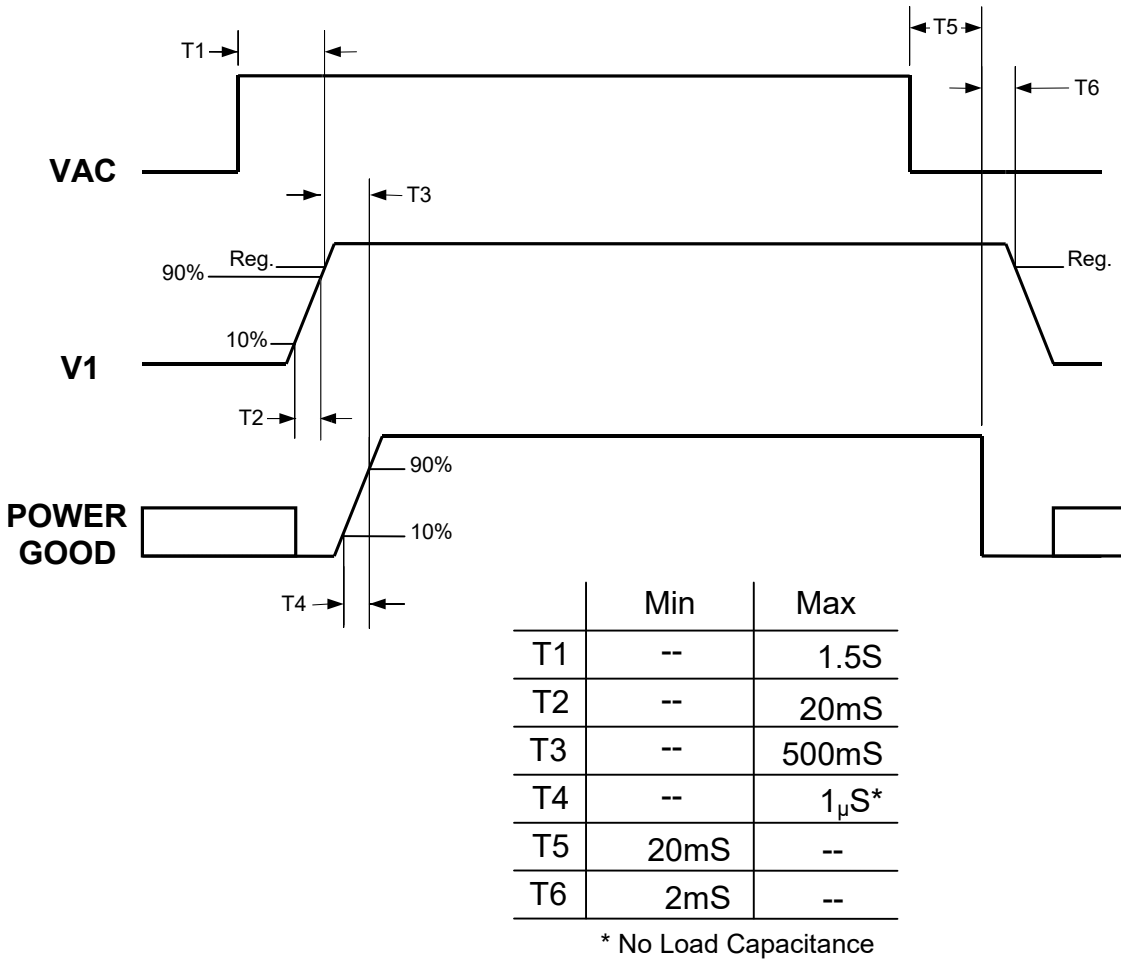 T1
T5
T6
VAC
T3
Reg.
90%
10%
Reg.
V1
T2
90%
10%
POWER
GOOD
T4
Min Max
T1 -- 1.5S
T2 -- 20mS
T3 -- 500mS
T4 -- 1µS*
T5 20mS --
T6 2mS --
* No Load Capacitance